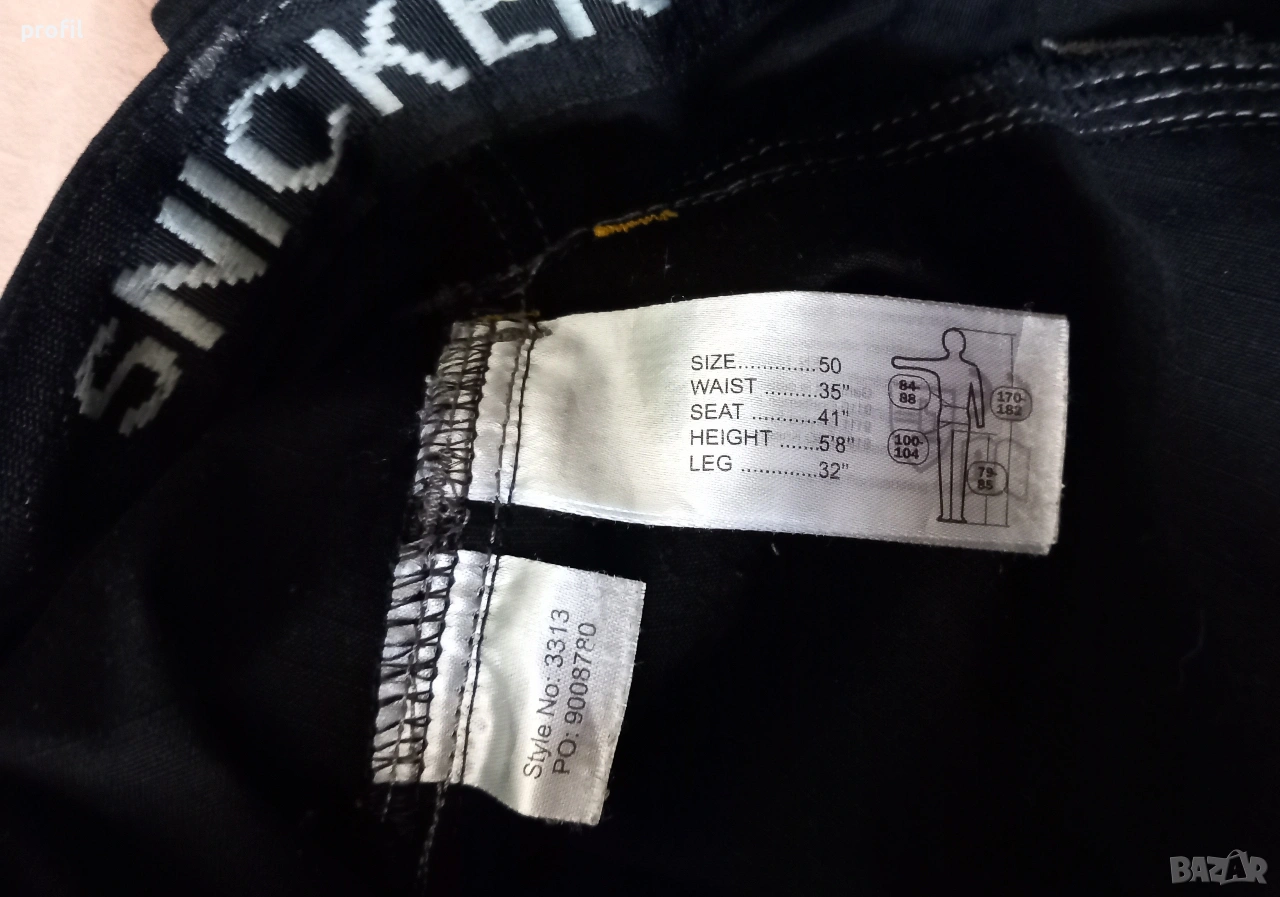 profil
SNICKER
SIZE.............50
WAIST .........35"
SEAT ...........41"
HEIGHT .......5'8"
LEG .............32"
84-
88
170-
182
100-
104
79-
85
Style No: 3313
PO: 9008780
BAZAR